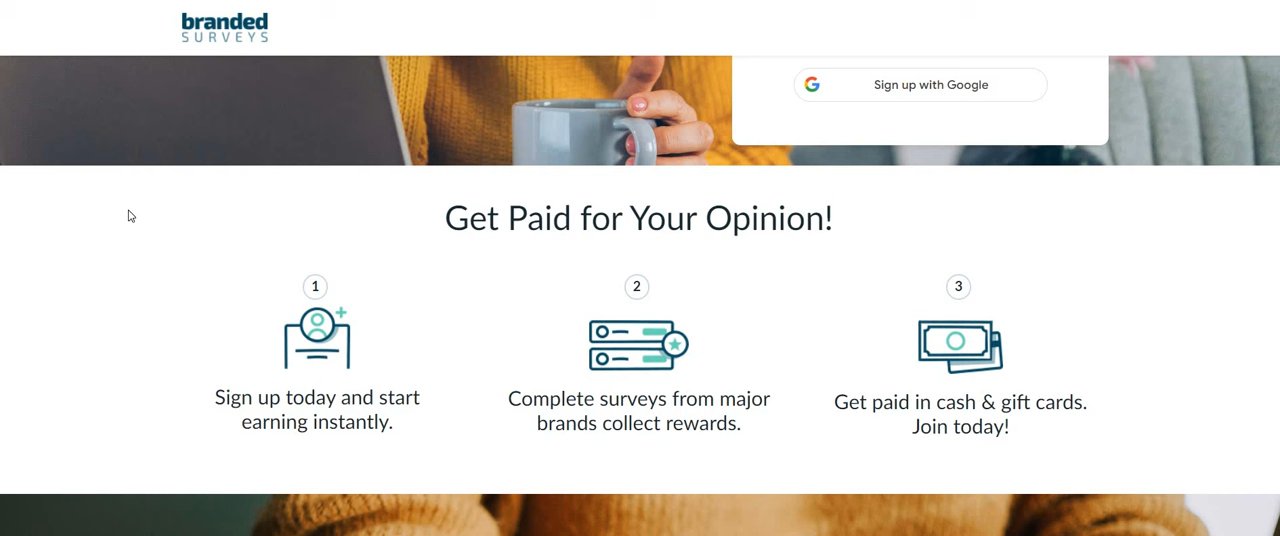 branded
SURVEYS
Sign up with Google
Get Paid for Your Opinion!
1
2
3
Sign up today and start
earning instantly.
Complete surveys from major
brands collect rewards.
Get paid in cash & gift cards.
Join today!